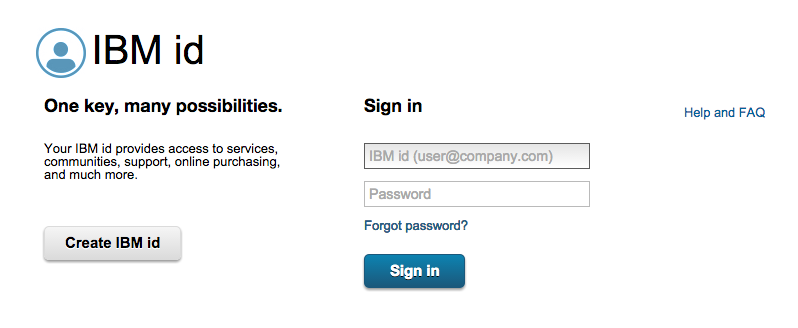 IBM id
One key, many possibilities.
Your IBM id provides access to services,
communities, support, online purchasing,
and much more.
Create IBM id
Sign in
IBM id (user@company.com)
Password
Forgot password?
Sign in
Help and FAQ